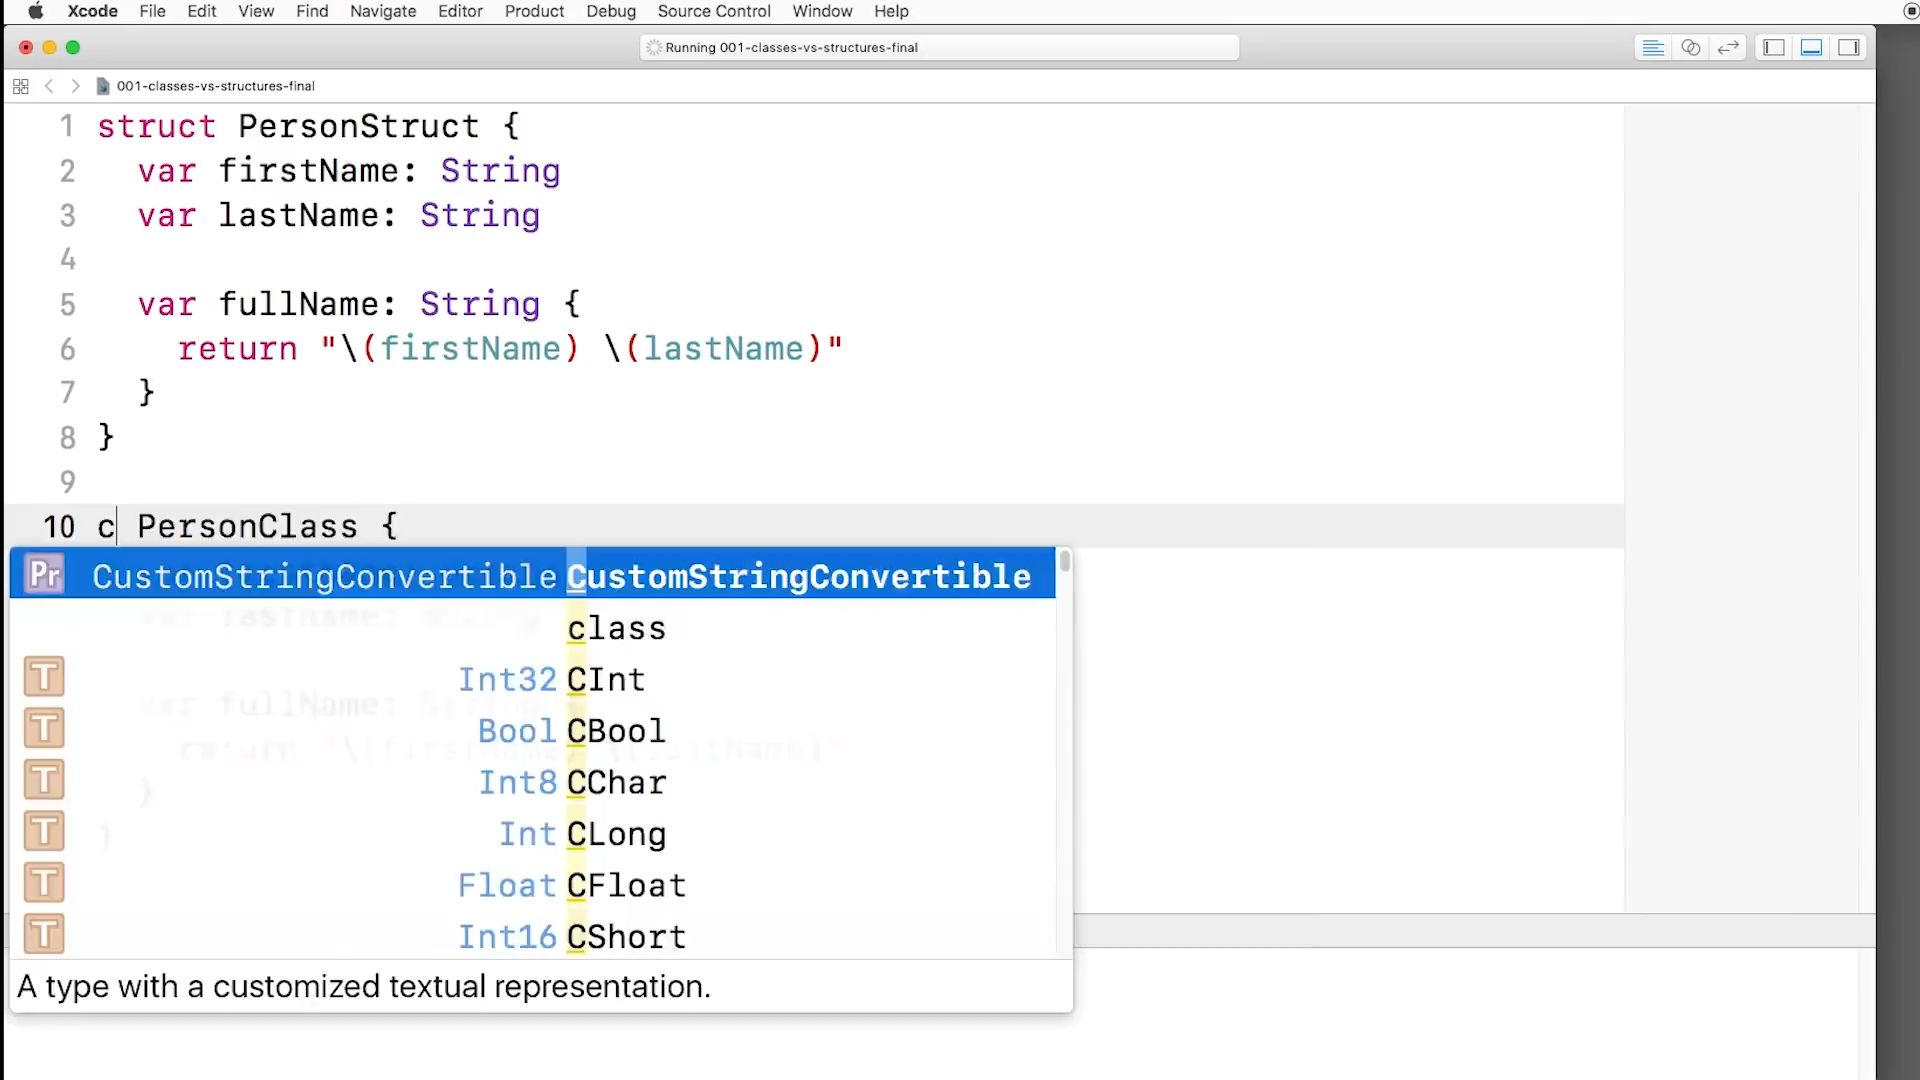 Xcode File Edit View Find Navigate Editor Product Debug Source Control Window Help
Running 001-classes-vs-structures-final
001-classes-vs-structures-final
1 struct PersonStruct {
2 var firstName: String
3 var lastName: String
4
5 var fullName: String {
6 return "\(firstName) \(lastName)"
7 }
8 }
9
10 c PersonClass {
Pr CustomStringConvertible CustomStringConvertible
class
T Int32 CInt
T Bool CBool
T Int8 CChar
T Int CLong
T Float CFloat
T Int16 CShort
A type with a customized textual representation.